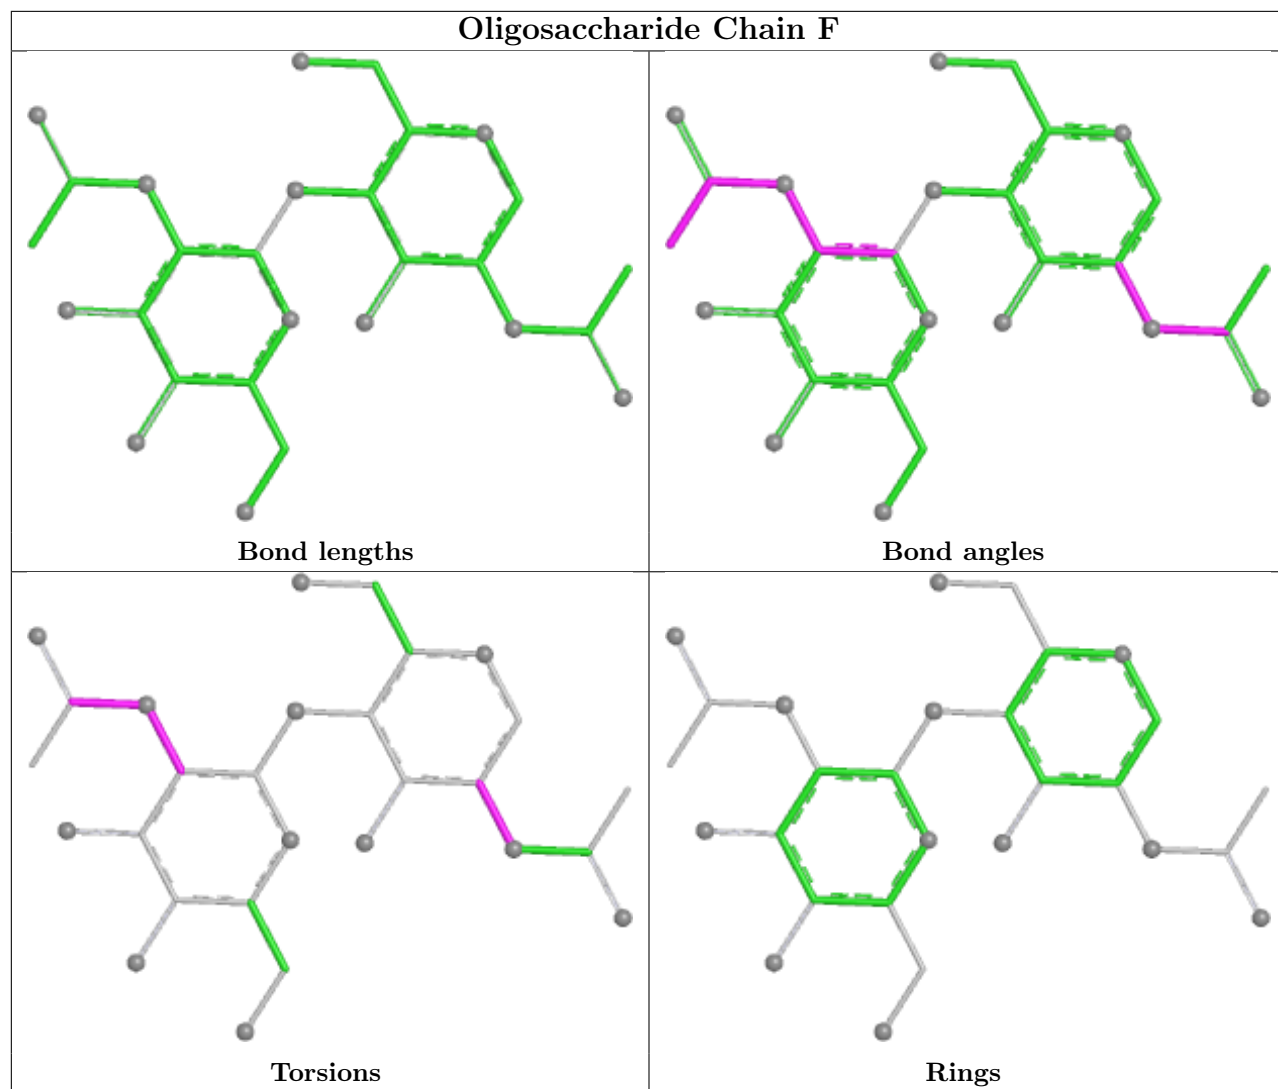 Oligosaccharide Chain F
Bond lengths
Bond angles
Torsions
Rings